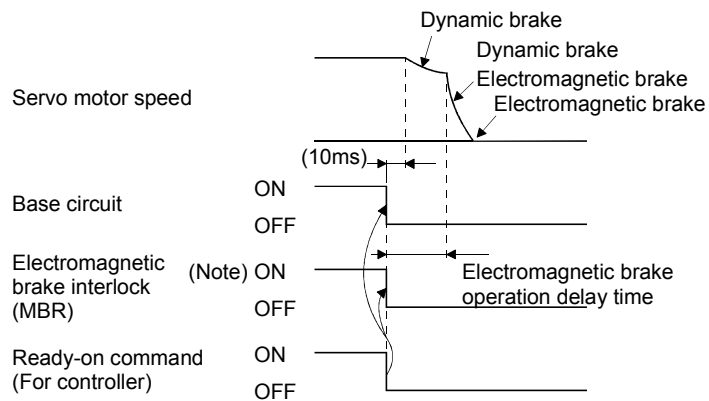 Dynamic brake
Dynamic brake
Electromagnetic brake
Electromagnetic brake
Servo motor speed
(10ms)
Base circuit
ON
OFF
Electromagnetic
brake interlock
(MBR)
(Note) ON
OFF
Electromagnetic brake
operation delay time
Ready-on command
(For controller)
ON
OFF